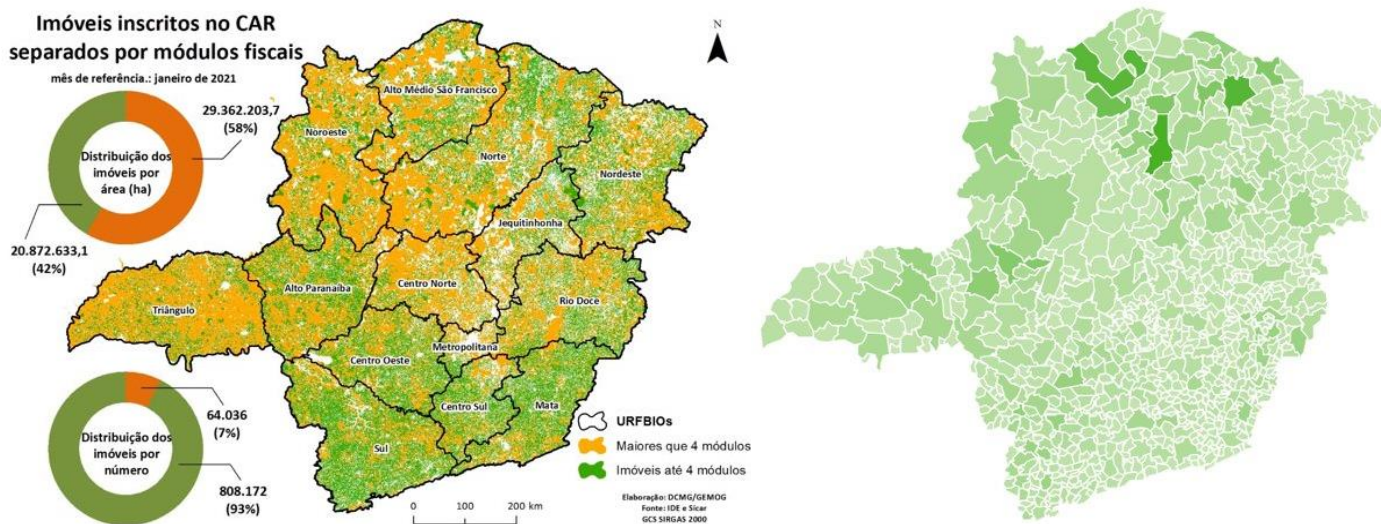 Imóveis inscritos no CAR
separados por módulos fiscais
mês de referência.: janeiro de 2021
29.362.203,7
(58%)
Distribuição dos
imóveis por
área (ha)
20.872.633,1
(42%)
64.036
(7%)
Distribuição dos
imóveis por
número
808.172
(93%)
N
Alto Médio São Francisco
Noroeste
Norte
Nordeste
Jequitinhonha
Alto Paranaíba
Centro Norte
Rio Doce
Triângulo
Metropolitana
Centro Oeste
Centro Sul
Mata
Sul
URFBIOs
Maiores que 4 módulos
Imóveis até 4 módulos
0 100 200 km
Elaboração: DCMG/GEMOG
Fonte: IDE e Sicar
GCS SIRGAS 2000